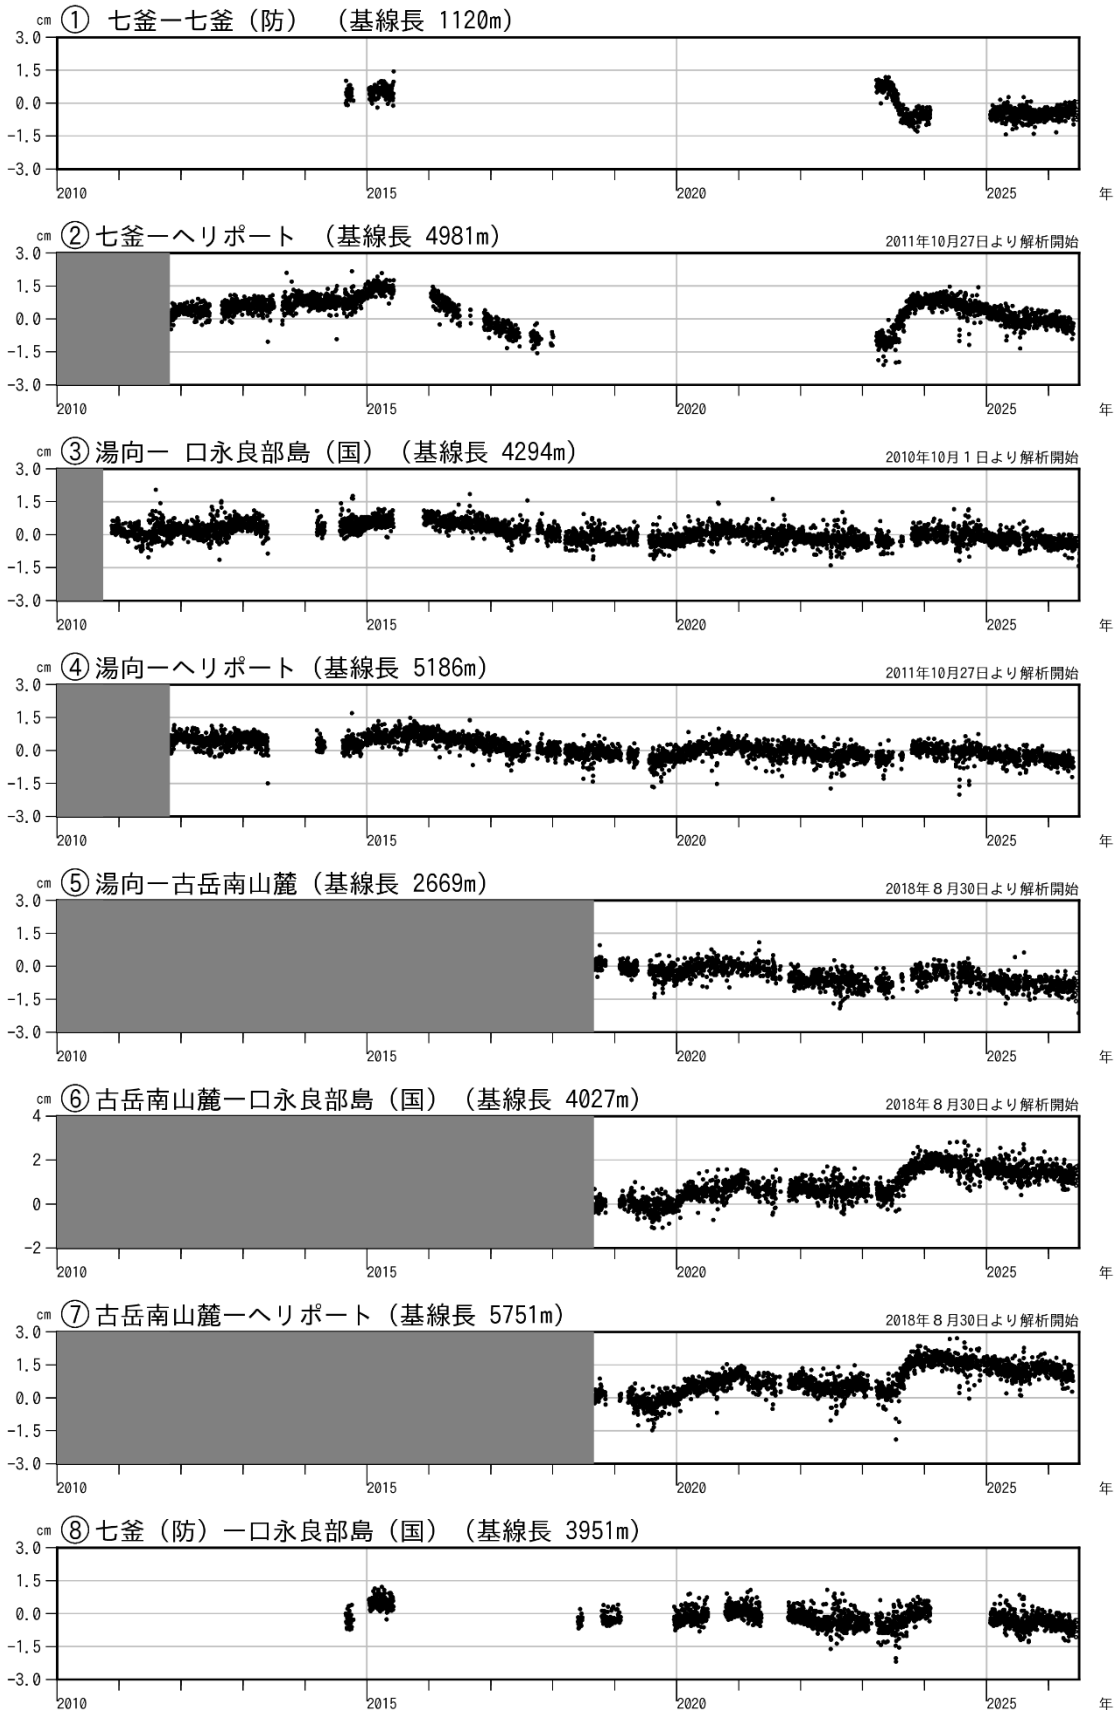 cm ① 七釜ー七釜（防） （基線長 1120m）
3.0
1.5
0.0
-1.5
-3.0
2010 2015 2020 2025 年
cm ② 七釜ーヘリポート （基線長 4981m） 2011年10月27日より解析開始
3.0
1.5
0.0
-1.5
-3.0
2010 2015 2020 2025 年
cm ③ 湯向ー 口永良部島（国）（基線長 4294m） 2010年10月１日より解析開始
3.0
1.5
0.0
-1.5
-3.0
2010 2015 2020 2025 年
cm ④ 湯向ーヘリポート（基線長 5186m） 2011年10月27日より解析開始
3.0
1.5
0.0
-1.5
-3.0
2010 2015 2020 2025 年
cm ⑤ 湯向ー古岳南山麓（基線長 2669m） 2018年８月30日より解析開始
3.0
1.5
0.0
-1.5
-3.0
2010 2015 2020 2025 年
cm ⑥ 古岳南山麓ー口永良部島（国）（基線長 4027m） 2018年８月30日より解析開始
4
2
0
-2
2010 2015 2020 2025 年
cm ⑦ 古岳南山麓ーヘリポート（基線長 5751m） 2018年８月30日より解析開始
3.0
1.5
0.0
-1.5
-3.0
2010 2015 2020 2025 年
cm ⑧ 七釜（防）ー口永良部島（国）（基線長 3951m）
3.0
1.5
0.0
-1.5
-3.0
2010 2015 2020 2025 年